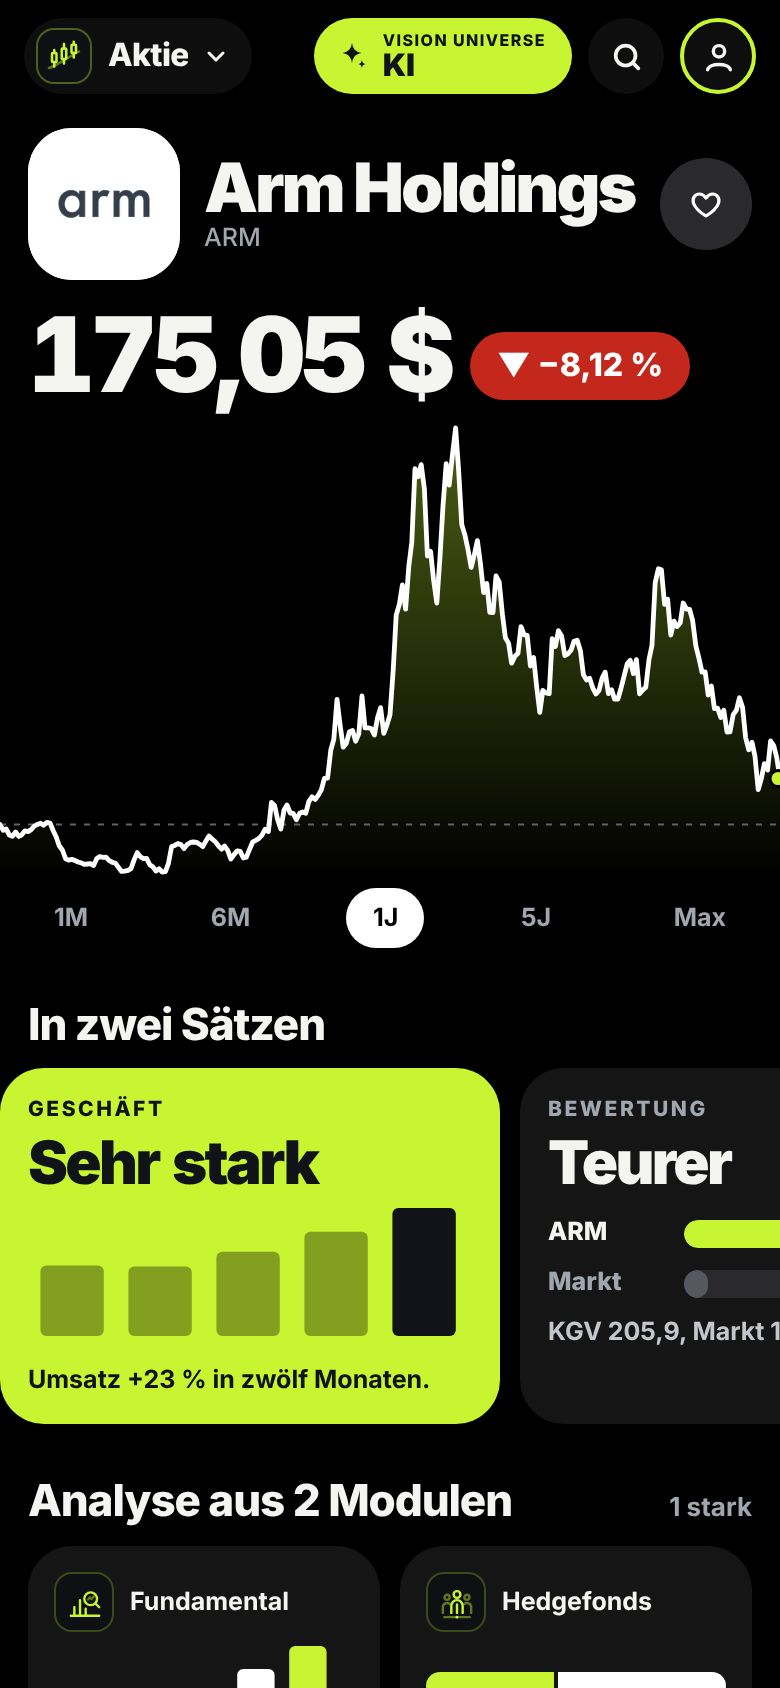 Aktie
VISION UNIVERSE
KI
arm
Arm Holdings
ARM
175,05 $
▼ −8,12 %
1M 6M 1J 5J Max
In zwei Sätzen
GESCHÄFT
Sehr stark
Umsatz +23 % in zwölf Monaten.
BEWERTUNG
Teurer
ARM
Markt
KGV 205,9, Markt 1
Analyse aus 2 Modulen
1 stark
Fundamental
Hedgefonds